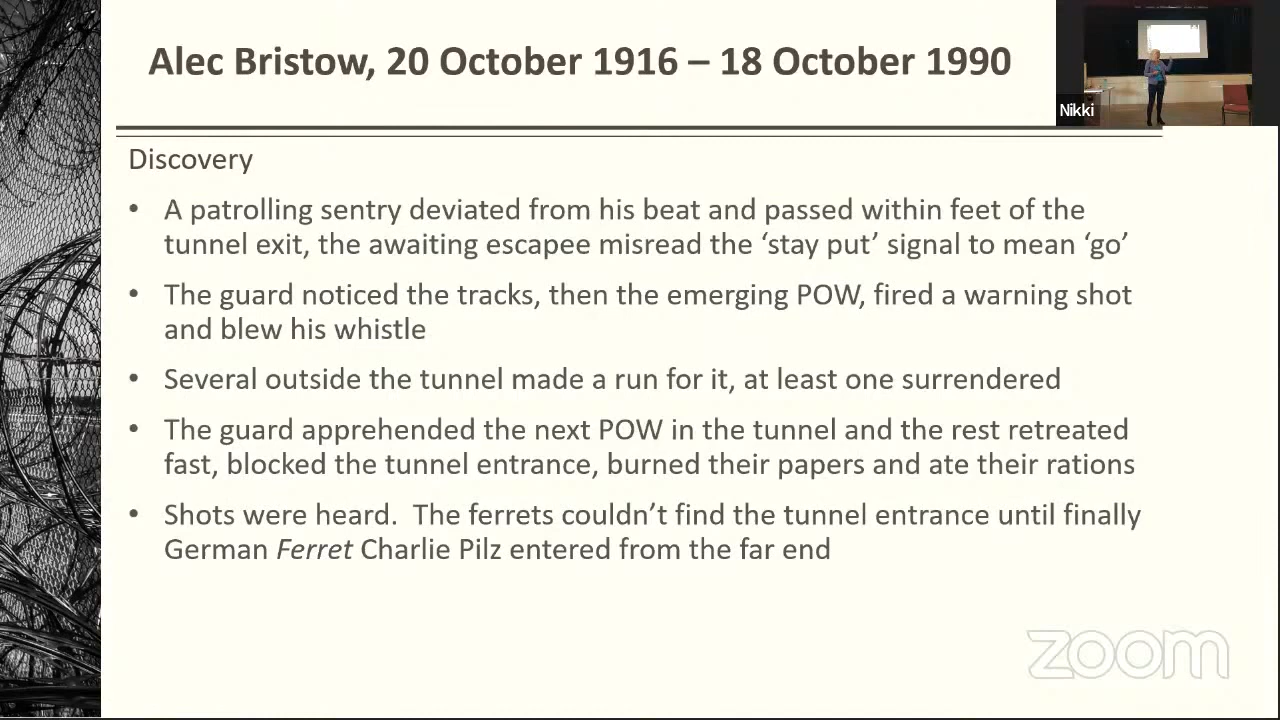 Alec Bristow, 20 October 1916 – 18 October 1990
Nikki
Discovery
• A patrolling sentry deviated from his beat and passed within feet of the
tunnel exit, the awaiting escapee misread the ‘stay put’ signal to mean ‘go’
• The guard noticed the tracks, then the emerging POW, fired a warning shot
and blew his whistle
• Several outside the tunnel made a run for it, at least one surrendered
• The guard apprehended the next POW in the tunnel and the rest retreated
fast, blocked the tunnel entrance, burned their papers and ate their rations
• Shots were heard.  The ferrets couldn’t find the tunnel entrance until finally
German Ferret Charlie Pilz entered from the far end
zoom